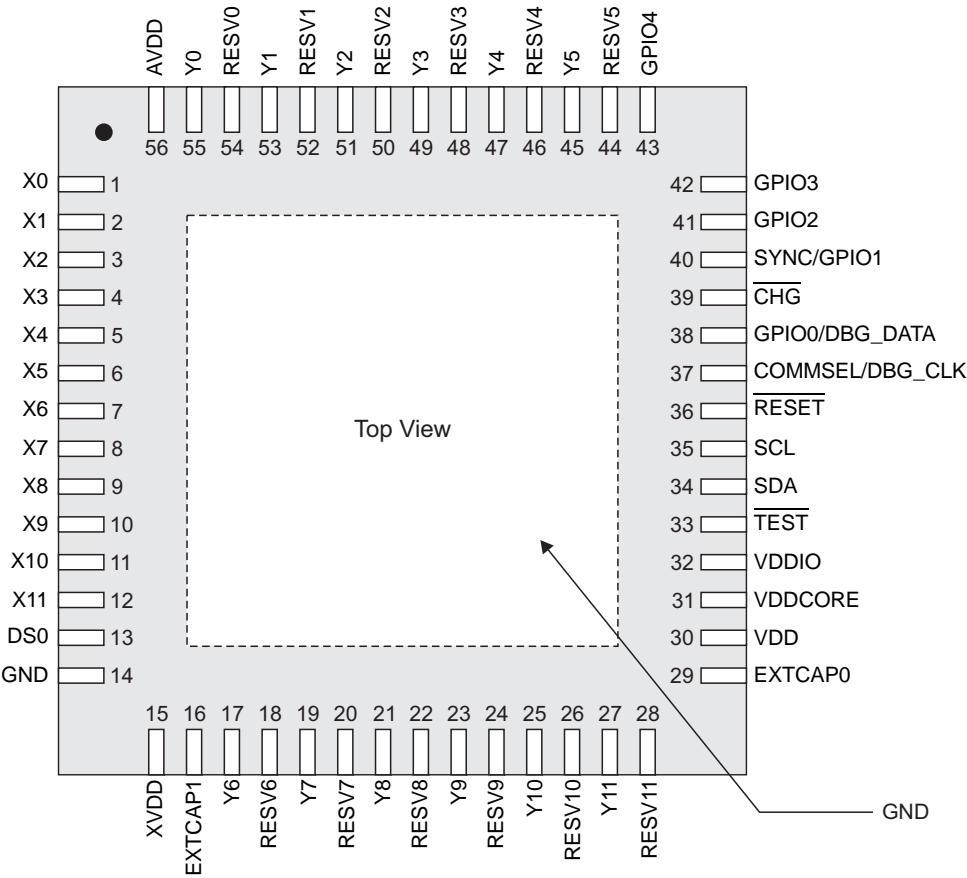 AVDD Y0 RESV0 Y1 RESV1 Y2 RESV2 Y3 RESV3 Y4 RESV4 Y5 RESV5 GPIO4
56 55 54 53 52 51 50 49 48 47 46 45 44 43
X0 1 42 GPIO3
X1 2 41 GPIO2
X2 3 40 SYNC/GPIO1
X3 4 39 CHG
X4 5 38 GPIO0/DBG_DATA
X5 6 37 COMMSEL/DBG_CLK
X6 7 36 RESET
Top View
X7 8 35 SCL
X8 9 34 SDA
X9 10 33 TEST
X10 11 32 VDDIO
X11 12 31 VDDCORE
DS0 13 30 VDD
GND 14 29 EXTCAP0
15 16 17 18 19 20 21 22 23 24 25 26 27 28
XVDD EXTCAP1 Y6 RESV6 Y7 RESV7 Y8 RESV8 Y9 RESV9 Y10 RESV10 Y11 RESV11
GND